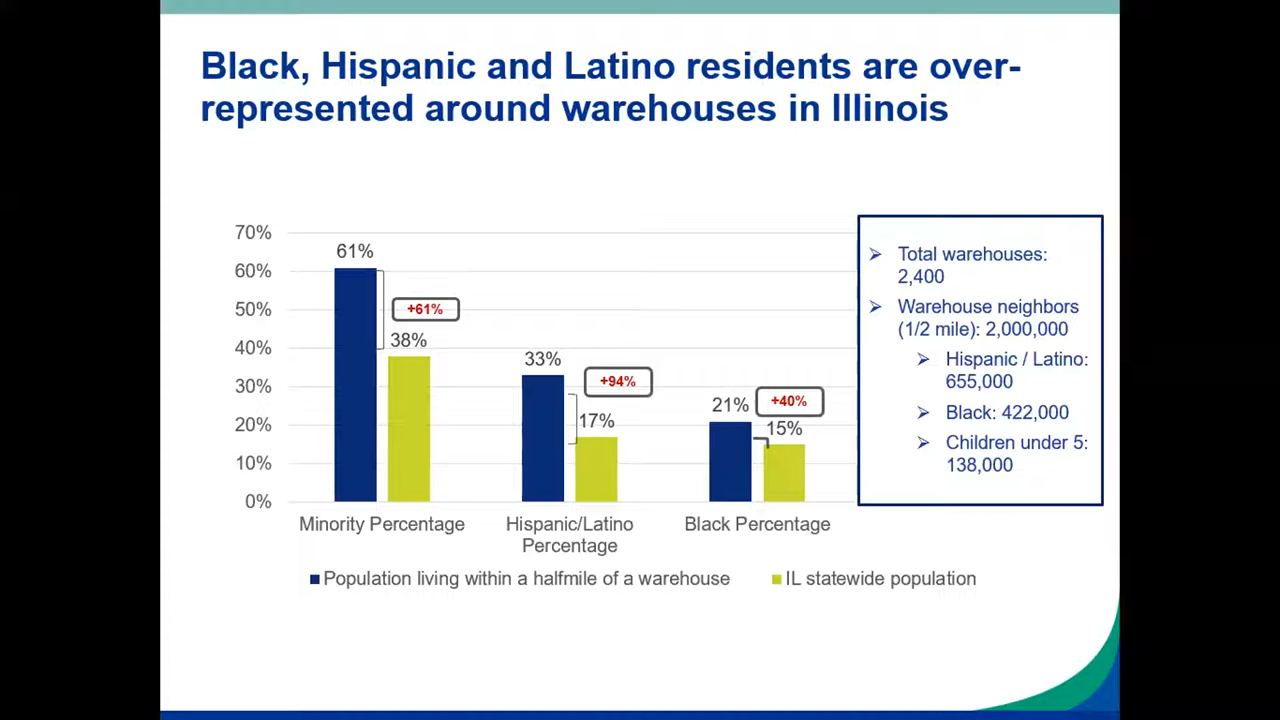 Black, Hispanic and Latino residents are over-
represented around warehouses in Illinois
70%
60%
50%
40%
30%
20%
10%
0%
61%
+61%
38%
33%
+94%
17%
21%
+40%
15%
Minority Percentage
Hispanic/Latino
Percentage
Black Percentage
Population living within a halfmile of a warehouse
IL statewide population
Total warehouses:
2,400
Warehouse neighbors
(1/2 mile): 2,000,000
Hispanic / Latino:
655,000
Black: 422,000
Children under 5:
138,000